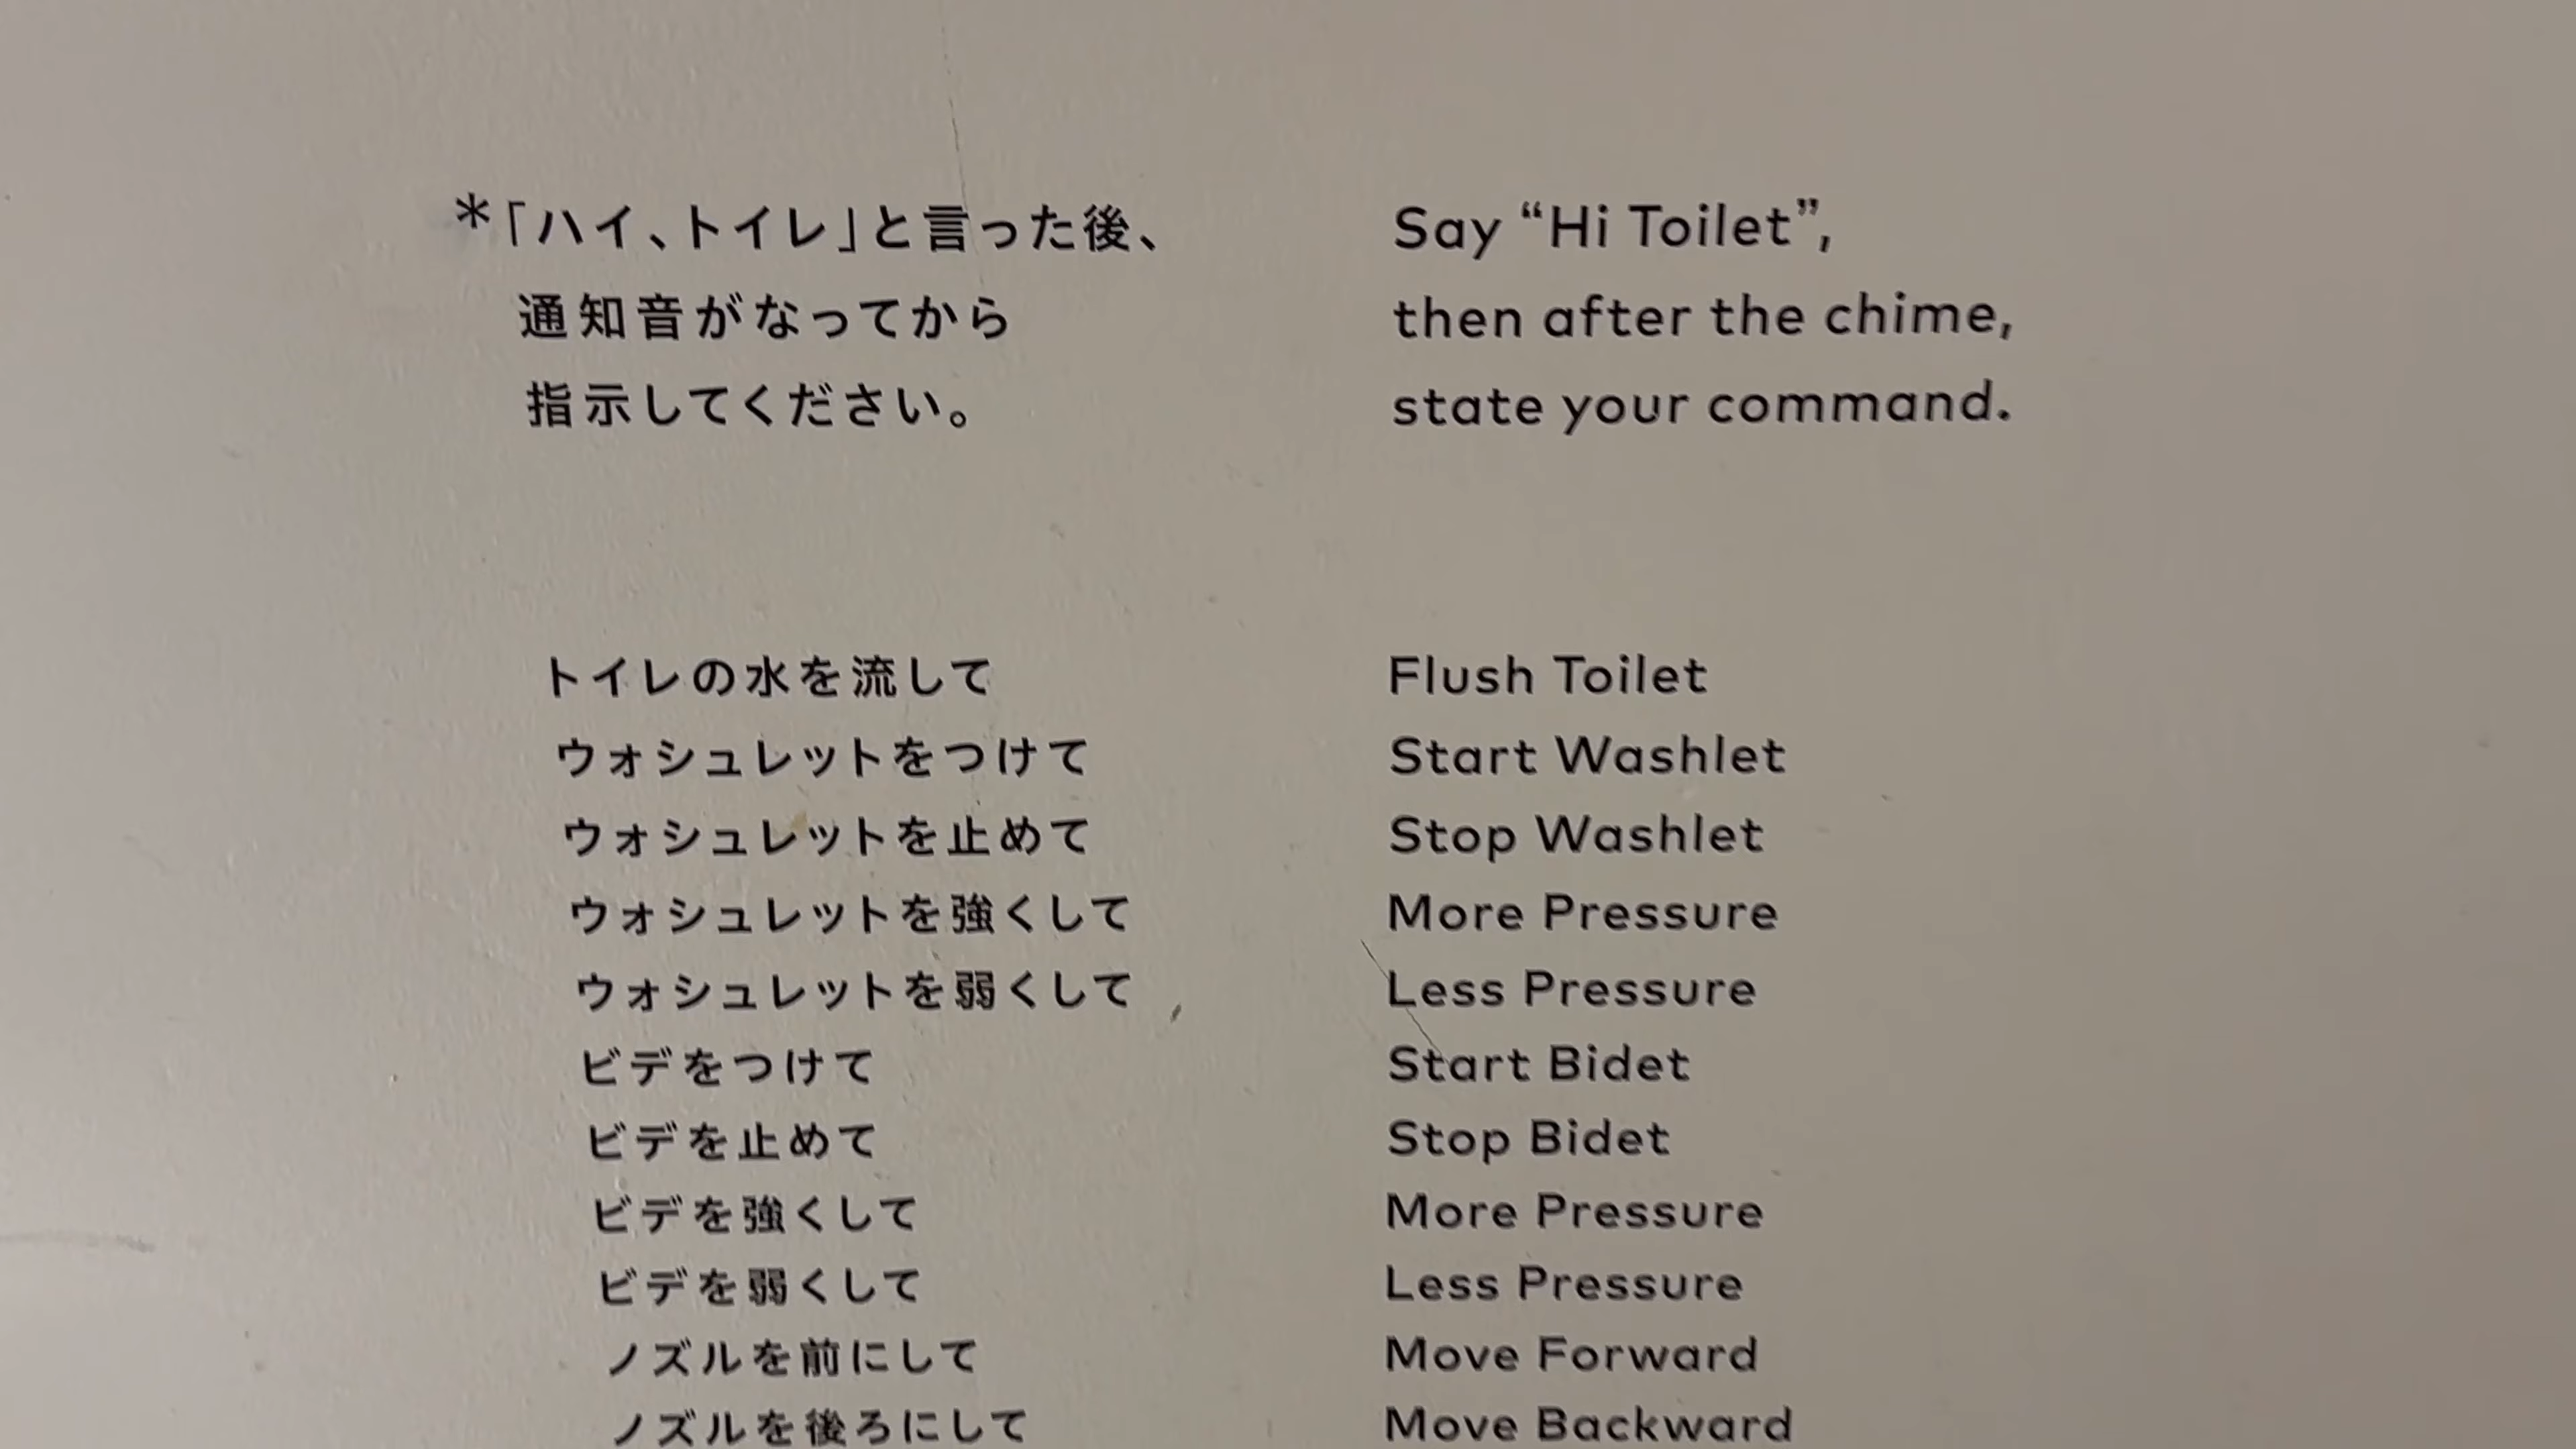 *「ハイ、トイレ」と言った後、
通知音がなってから
指示してください。
Say “Hi Toilet”,
then after the chime,
state your command.
トイレの水を流して
Flush Toilet
ウォシュレットをつけて
Start Washlet
ウォシュレットを止めて
Stop Washlet
ウォシュレットを強くして
More Pressure
ウォシュレットを弱くして
Less Pressure
ビデをつけて
Start Bidet
ビデを止めて
Stop Bidet
ビデを強くして
More Pressure
ビデを弱くして
Less Pressure
ノズルを前にして
Move Forward
ノズルを後ろにして
Move Backward